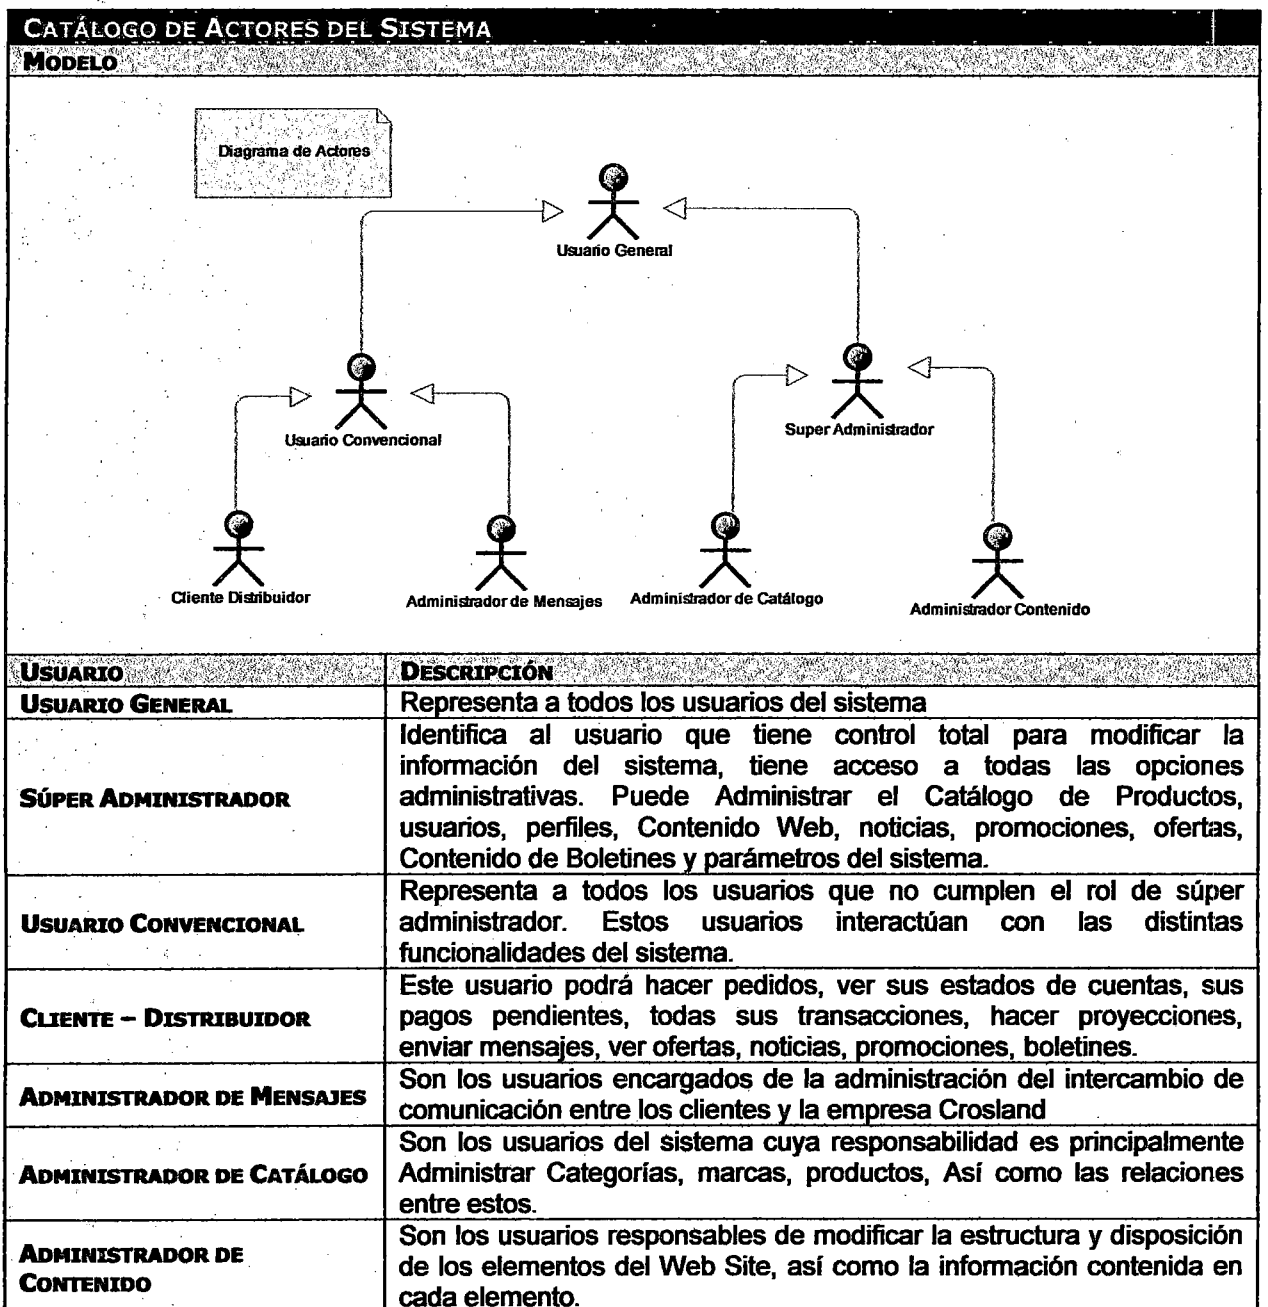 CATÁLOGO DE ACTORES DEL SISTEMA
MODELO
Diagrama de Actores
Usuario General
Usuario Convencional
Super Administrador
Cliente Distribuidor
Administrador de Mensajes
Administrador de Catálogo
Administrador Contenido
USUARIO
DESCRIPCIÓN
USUARIO GENERAL
Representa a todos los usuarios del sistema
SÚPER ADMINISTRADOR
Identifica al usuario que tiene control total para modificar la
información del sistema, tiene acceso a todas las opciones
administrativas. Puede Administrar el Catálogo de Productos,
usuarios, perfiles, Contenido Web, noticias, promociones, ofertas,
Contenido de Boletines y parámetros del sistema.
USUARIO CONVENCIONAL
Representa a todos los usuarios que no cumplen el rol de súper
administrador. Estos usuarios interactúan con las distintas
funcionalidades del sistema.
CLIENTE – DISTRIBUIDOR
Este usuario podrá hacer pedidos, ver sus estados de cuentas, sus
pagos pendientes, todas sus transacciones, hacer proyecciones,
enviar mensajes, ver ofertas, noticias, promociones, boletines.
ADMINISTRADOR DE MENSAJES
Son los usuarios encargados de la administración del intercambio de
comunicación entre los clientes y la empresa Crosland
ADMINISTRADOR DE CATÁLOGO
Son los usuarios del sistema cuya responsabilidad es principalmente
Administrar Categorías, marcas, productos, Así como las relaciones
entre estos.
ADMINISTRADOR DE
CONTENIDO
Son los usuarios responsables de modificar la estructura y disposición
de los elementos del Web Site, así como la información contenida en
cada elemento.